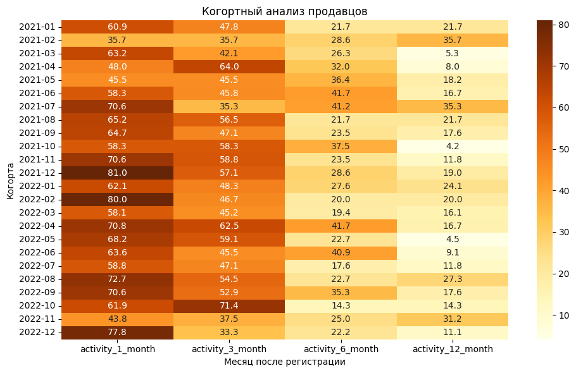 Когортный анализ продавцов
2021-01 60.9 47.8 21.7 21.7
2021-02 35.7 35.7 28.6 35.7
2021-03 63.2 42.1 26.3 5.3
2021-04 48.0 64.0 32.0 8.0
2021-05 45.5 45.5 36.4 18.2
2021-06 58.3 45.8 41.7 16.7
2021-07 70.6 35.3 41.2 35.3
2021-08 65.2 56.5 21.7 21.7
2021-09 64.7 47.1 23.5 17.6
2021-10 58.3 58.3 37.5 4.2
2021-11 70.6 58.8 23.5 11.8
2021-12 81.0 57.1 28.6 19.0
2022-01 62.1 48.3 27.6 24.1
2022-02 80.0 46.7 20.0 20.0
2022-03 58.1 45.2 19.4 16.1
2022-04 70.8 62.5 41.7 16.7
2022-05 68.2 59.1 22.7 4.5
2022-06 63.6 45.5 40.9 9.1
2022-07 58.8 47.1 17.6 11.8
2022-08 72.7 54.5 22.7 27.3
2022-09 70.6 52.9 35.3 17.6
2022-10 61.9 71.4 14.3 14.3
2022-11 43.8 37.5 25.0 31.2
2022-12 77.8 33.3 22.2 11.1
activity_1_month activity_3_month activity_6_month activity_12_month
Месяц после регистрации
Когорта
80
70
60
50
40
30
20
10